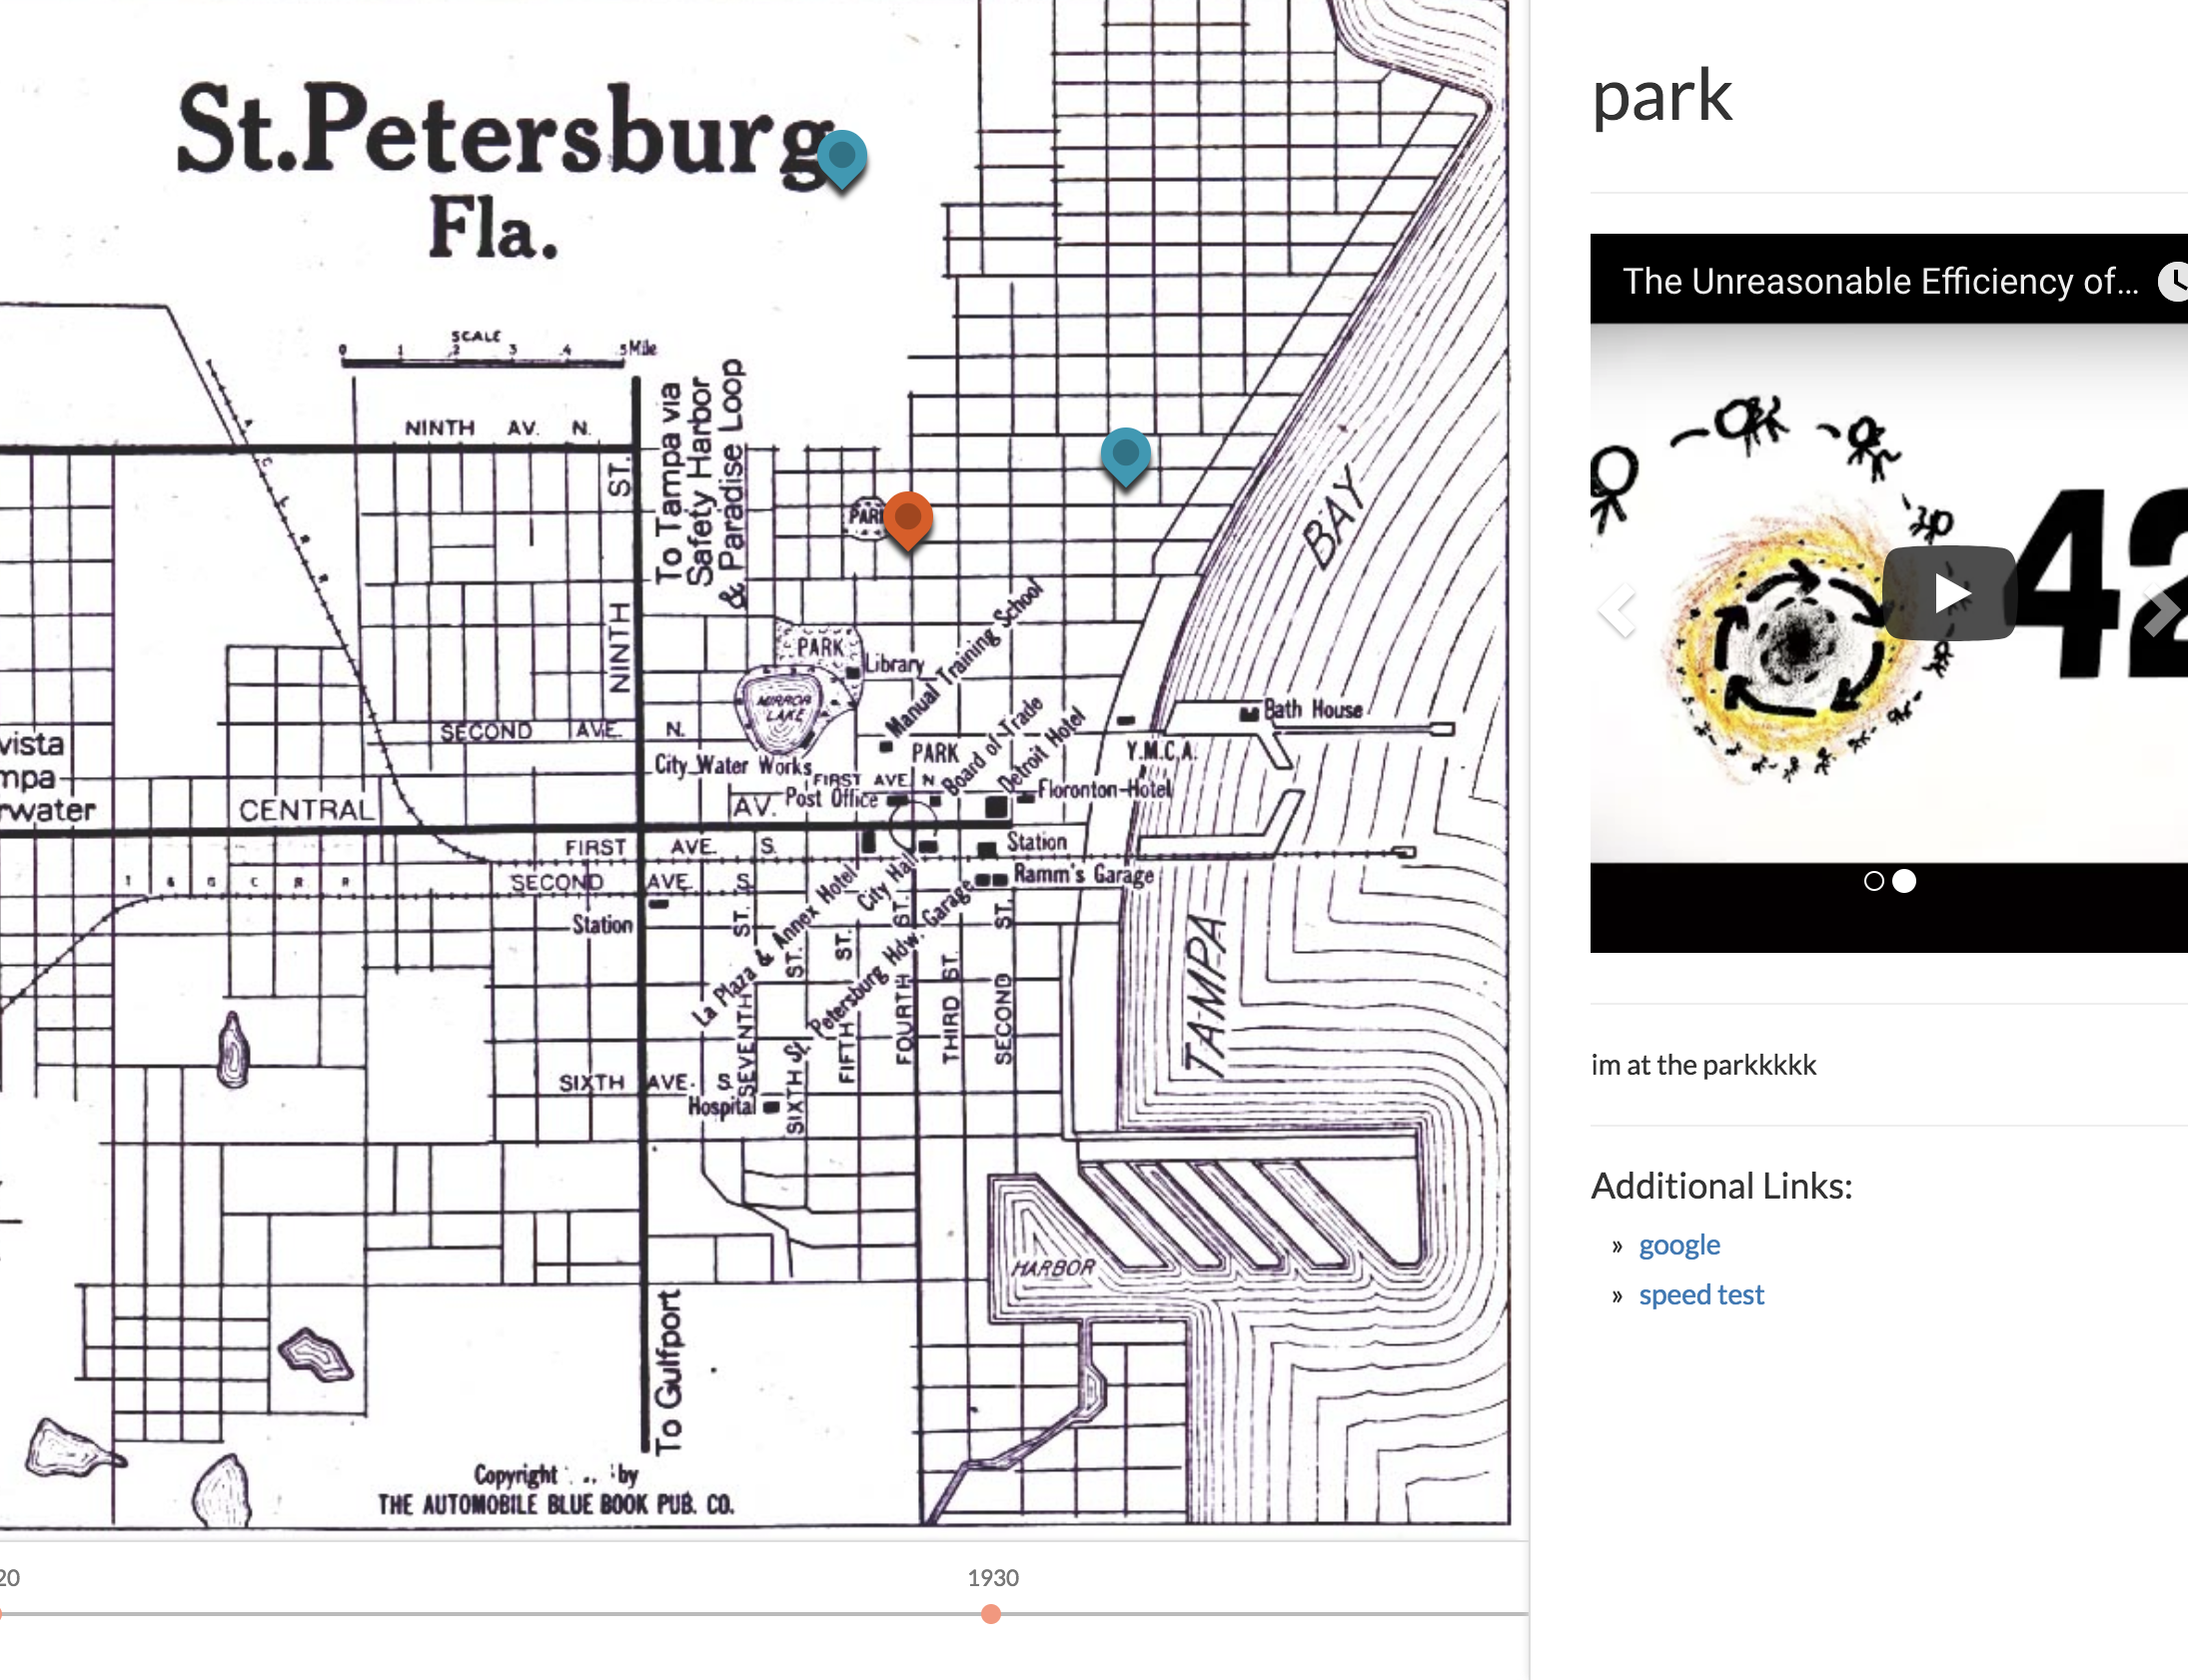 St.Petersburg
Fla.
SCALE
0 1 .2 3 .4 .5 Mile
NINTH AV. N.
NINTH ST.
To Tampa via
Safety Harbor
& Paradise Loop
PARK
Library
MIRROR
LAKE
Manual Training School
SECOND AVE. N.
City Water Works
PARK
FIRST AVE. N
Board of Trade
Detroit Hotel
Y.M.C.A.
Bath House
BAY
TAMPA
vista
mpa
rwater
CENTRAL AV.
Post Office
Floronton-Hotel
FIRST AVE. S.
Station
SECOND AVE. S.
Ramm's Garage
Station
La Plaza & Annex Hotel
City Hall
St. Petersburg Hdw. Garage
SEVENTH ST.
SIXTH ST.
FIFTH ST.
FOURTH ST.
THIRD ST.
SECOND ST.
SIXTH AVE. S.
Hospital
HARBOR
To Gulfport
Copyright by
THE AUTOMOBILE BLUE BOOK PUB. CO.
20
1930
park
The Unreasonable Efficiency of...
42
im at the parkkkkk
Additional Links:
» google
» speed test